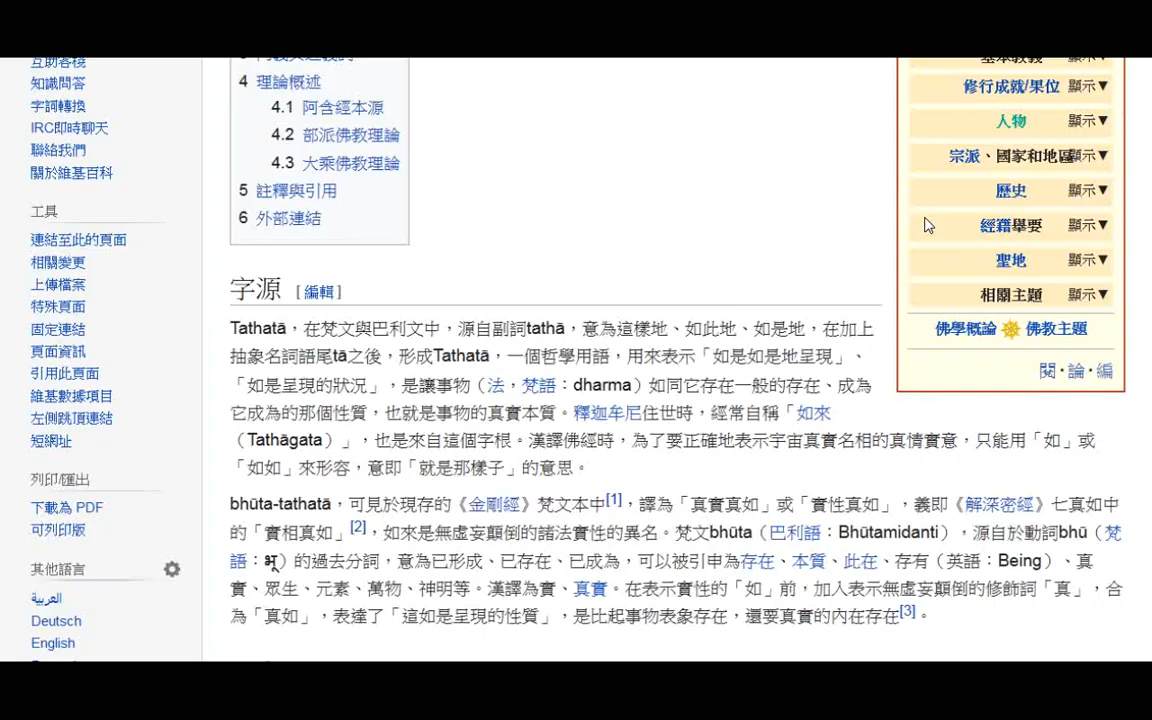 互助客棧
知識問答
字詞轉換
IRC即時聊天
聯絡我們
關於維基百科
工具
連結至此的頁面
相關變更
上傳檔案
特殊頁面
固定連結
頁面資訊
引用此頁面
維基數據項目
左側跳頂連結
短網址
列印/匯出
下載為 PDF
可列印版
其他語言
العربية
Deutsch
English
4 理論概述
4.1 阿含經本源
4.2 部派佛教理論
4.3 大乘佛教理論
5 註釋與引用
6 外部連結
字源 [編輯]
Tathatā，在梵文與巴利文中，源自副詞tathā，意為這樣地、如此地、如是地，在加上
抽象名詞語尾tā之後，形成Tathatā，一個哲學用語，用來表示「如是如是地呈現」、
「如是呈現的狀況」，是讓事物（法，梵語：dharma）如同它存在一般的存在、成為
它成為的那個性質，也就是事物的真實本質。釋迦牟尼住世時，經常自稱「如來
（Tathāgata）」，也是來自這個字根。漢譯佛經時，為了要正確地表示宇宙真實名相的真情實意，只能用「如」或
「如如」來形容，意即「就是那樣子」的意思。
bhūta-tathatā，可見於現存的《金剛經》梵文本中[1]，譯為「真實真如」或「實性真如」，義即《解深密經》七真如中
的「實相真如」[2]，如來是無虛妄顛倒的諸法實性的異名。梵文bhūta（巴利語：Bhūtamidanti），源自於動詞bhū（梵
語：）的過去分詞，意為已形成、已存在、已成為，可以被引申為存在、本質、此在、存有（英語：Being）、真
實、眾生、元素、萬物、神明等。漢譯為實、真實。在表示實性的「如」前，加入表示無虛妄顛倒的修飾詞「真」，合
為「真如」，表達了「這如是呈現的性質」，是比起事物表象存在，還要真實的內在存在[3]。
基本教義 顯示▼
修行成就/果位 顯示▼
人物 顯示▼
宗派、國家和地區 顯示▼
歷史 顯示▼
經籍舉要 顯示▼
聖地 顯示▼
相關主題 顯示▼
佛學概論 佛教主題
閱·論·編